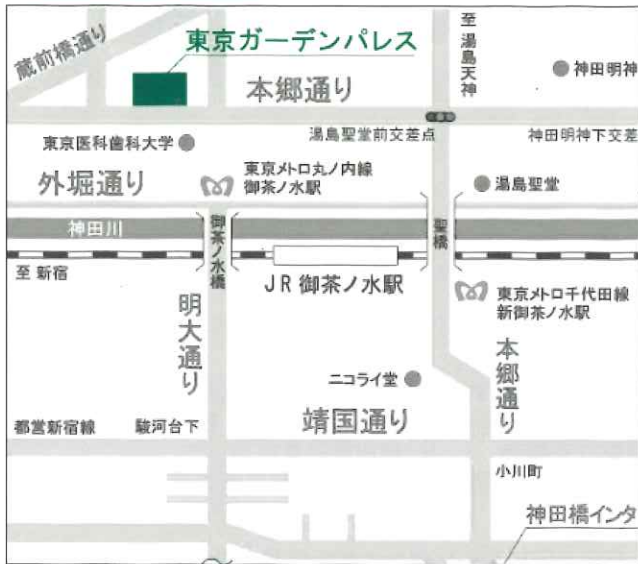 蔵前橋通り
東京ガーデンパレス
至 湯島天神
神田明神
本郷通り
湯島聖堂前交差点
神田明神下交差
東京医科歯科大学
外堀通り
東京メトロ丸ノ内線
御茶ノ水駅
湯島聖堂
神田川
御茶ノ水橋
聖橋
至 新宿
JR 御茶ノ水駅
東京メトロ千代田線
新御茶ノ水駅
明大通り
本郷通り
ニコライ堂
都営新宿線
駿河台下
靖国通り
小川町
神田橋インタ